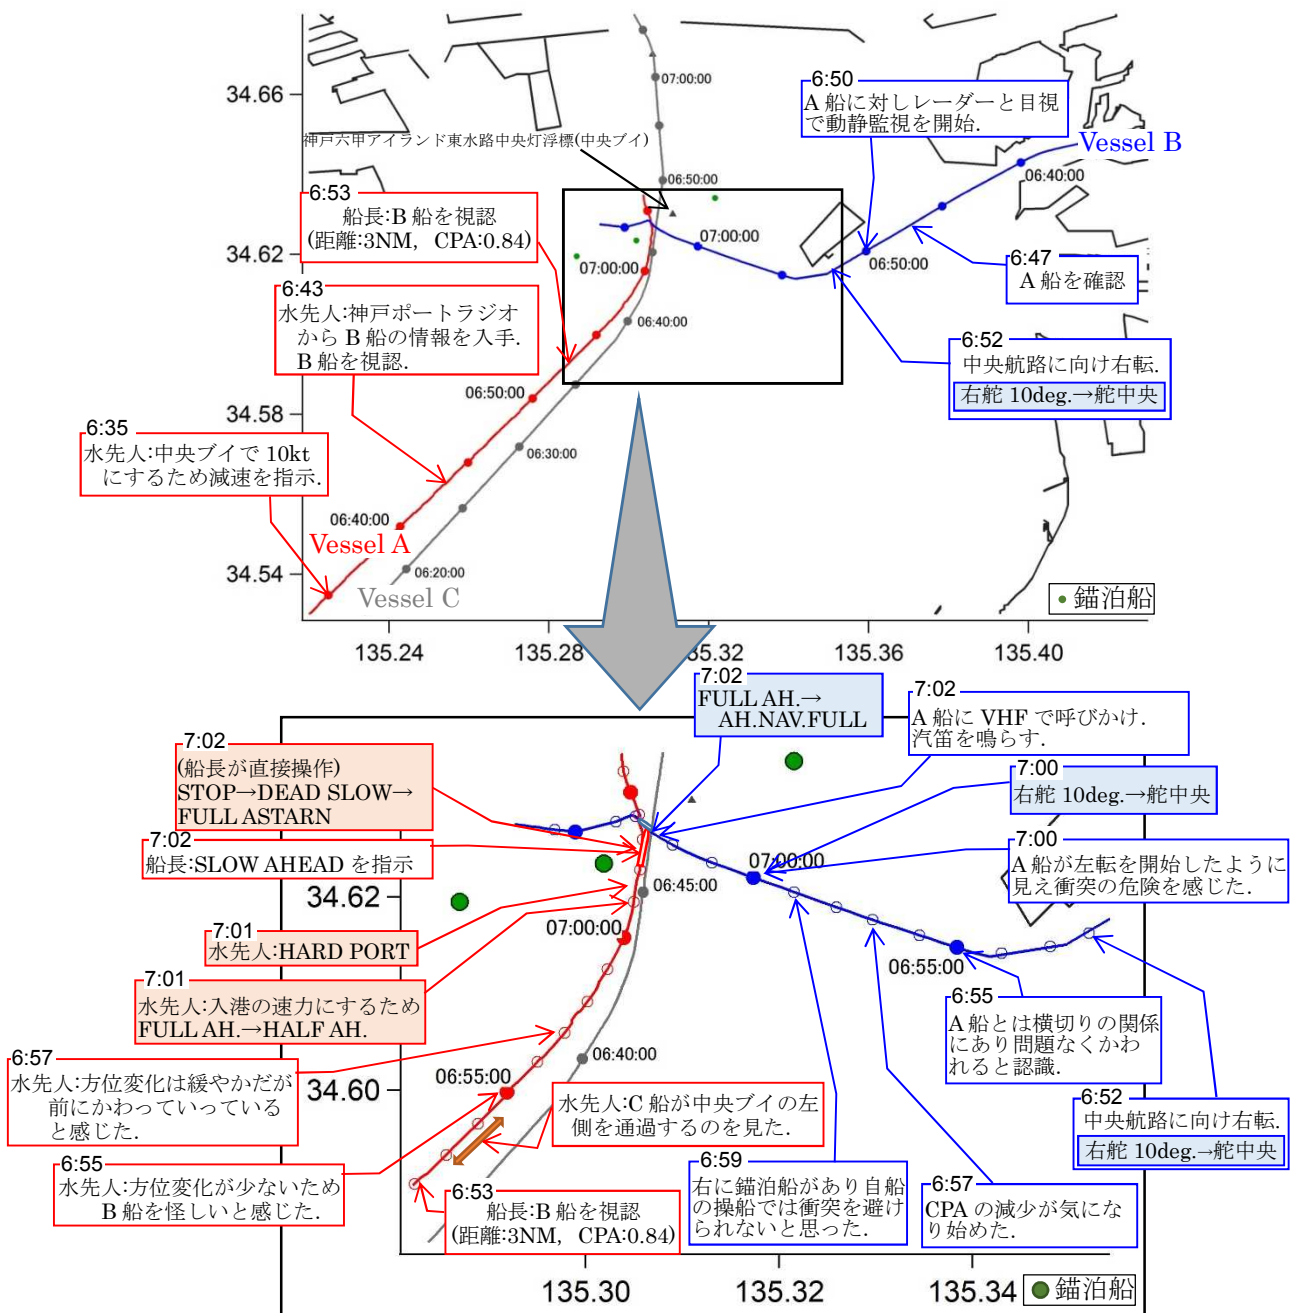 34.66
34.62
34.58
34.54
135.24
135.28
135.32
135.36
135.40
07:00:00
神戸六甲アイランド東水路中央灯浮標(中央ブイ)
06:50:00
6:50
A 船に対しレーダーと目視
で動静監視を開始.
Vessel B
06:40:00
6:53
船長:B 船を視認
(距離:3NM，CPA:0.84)
07:00:00
07:00:00
06:50:00
6:47
A 船を確認
6:43
水先人:神戸ポートラジオ
から B 船の情報を入手.
B 船を視認.
06:40:00
6:52
中央航路に向け右転.
右舵 10deg.→舵中央
06:50:00
6:35
水先人:中央ブイで 10kt
にするため減速を指示.
06:30:00
06:40:00
Vessel A
06:20:00
Vessel C
錨泊船
7:02
FULL AH.→
AH.NAV.FULL
7:02
A 船に VHF で呼びかけ.
汽笛を鳴らす.
7:02
(船長が直接操作)
STOP→DEAD SLOW→
FULL ASTARN
7:00
右舵 10deg.→舵中央
7:02
船長:SLOW AHEAD を指示
07:00:00
7:00
A 船が左転を開始したように
見え衝突の危険を感じた.
34.62
06:45:00
7:01
水先人:HARD PORT
07:00:00
06:55:00
7:01
水先人:入港の速力にするため
FULL AH.→HALF AH.
6:55
A 船とは横切りの関係
にあり問題なくかわ
れると認識.
6:57
水先人:方位変化は緩やかだが
前にかわっていっている
と感じた.
06:40:00
06:55:00
34.60
水先人:C 船が中央ブイの左
側を通過するのを見た.
6:52
中央航路に向け右転.
右舵 10deg.→舵中央
6:55
水先人:方位変化が少ないため
B 船を怪しいと感じた.
6:53
船長:B 船を視認
(距離:3NM，CPA:0.84)
6:59
右に錨泊船があり自船
の操船では衝突を避け
られないと思った.
6:57
CPA の減少が気にな
り始めた.
135.30
135.32
135.34
錨泊船